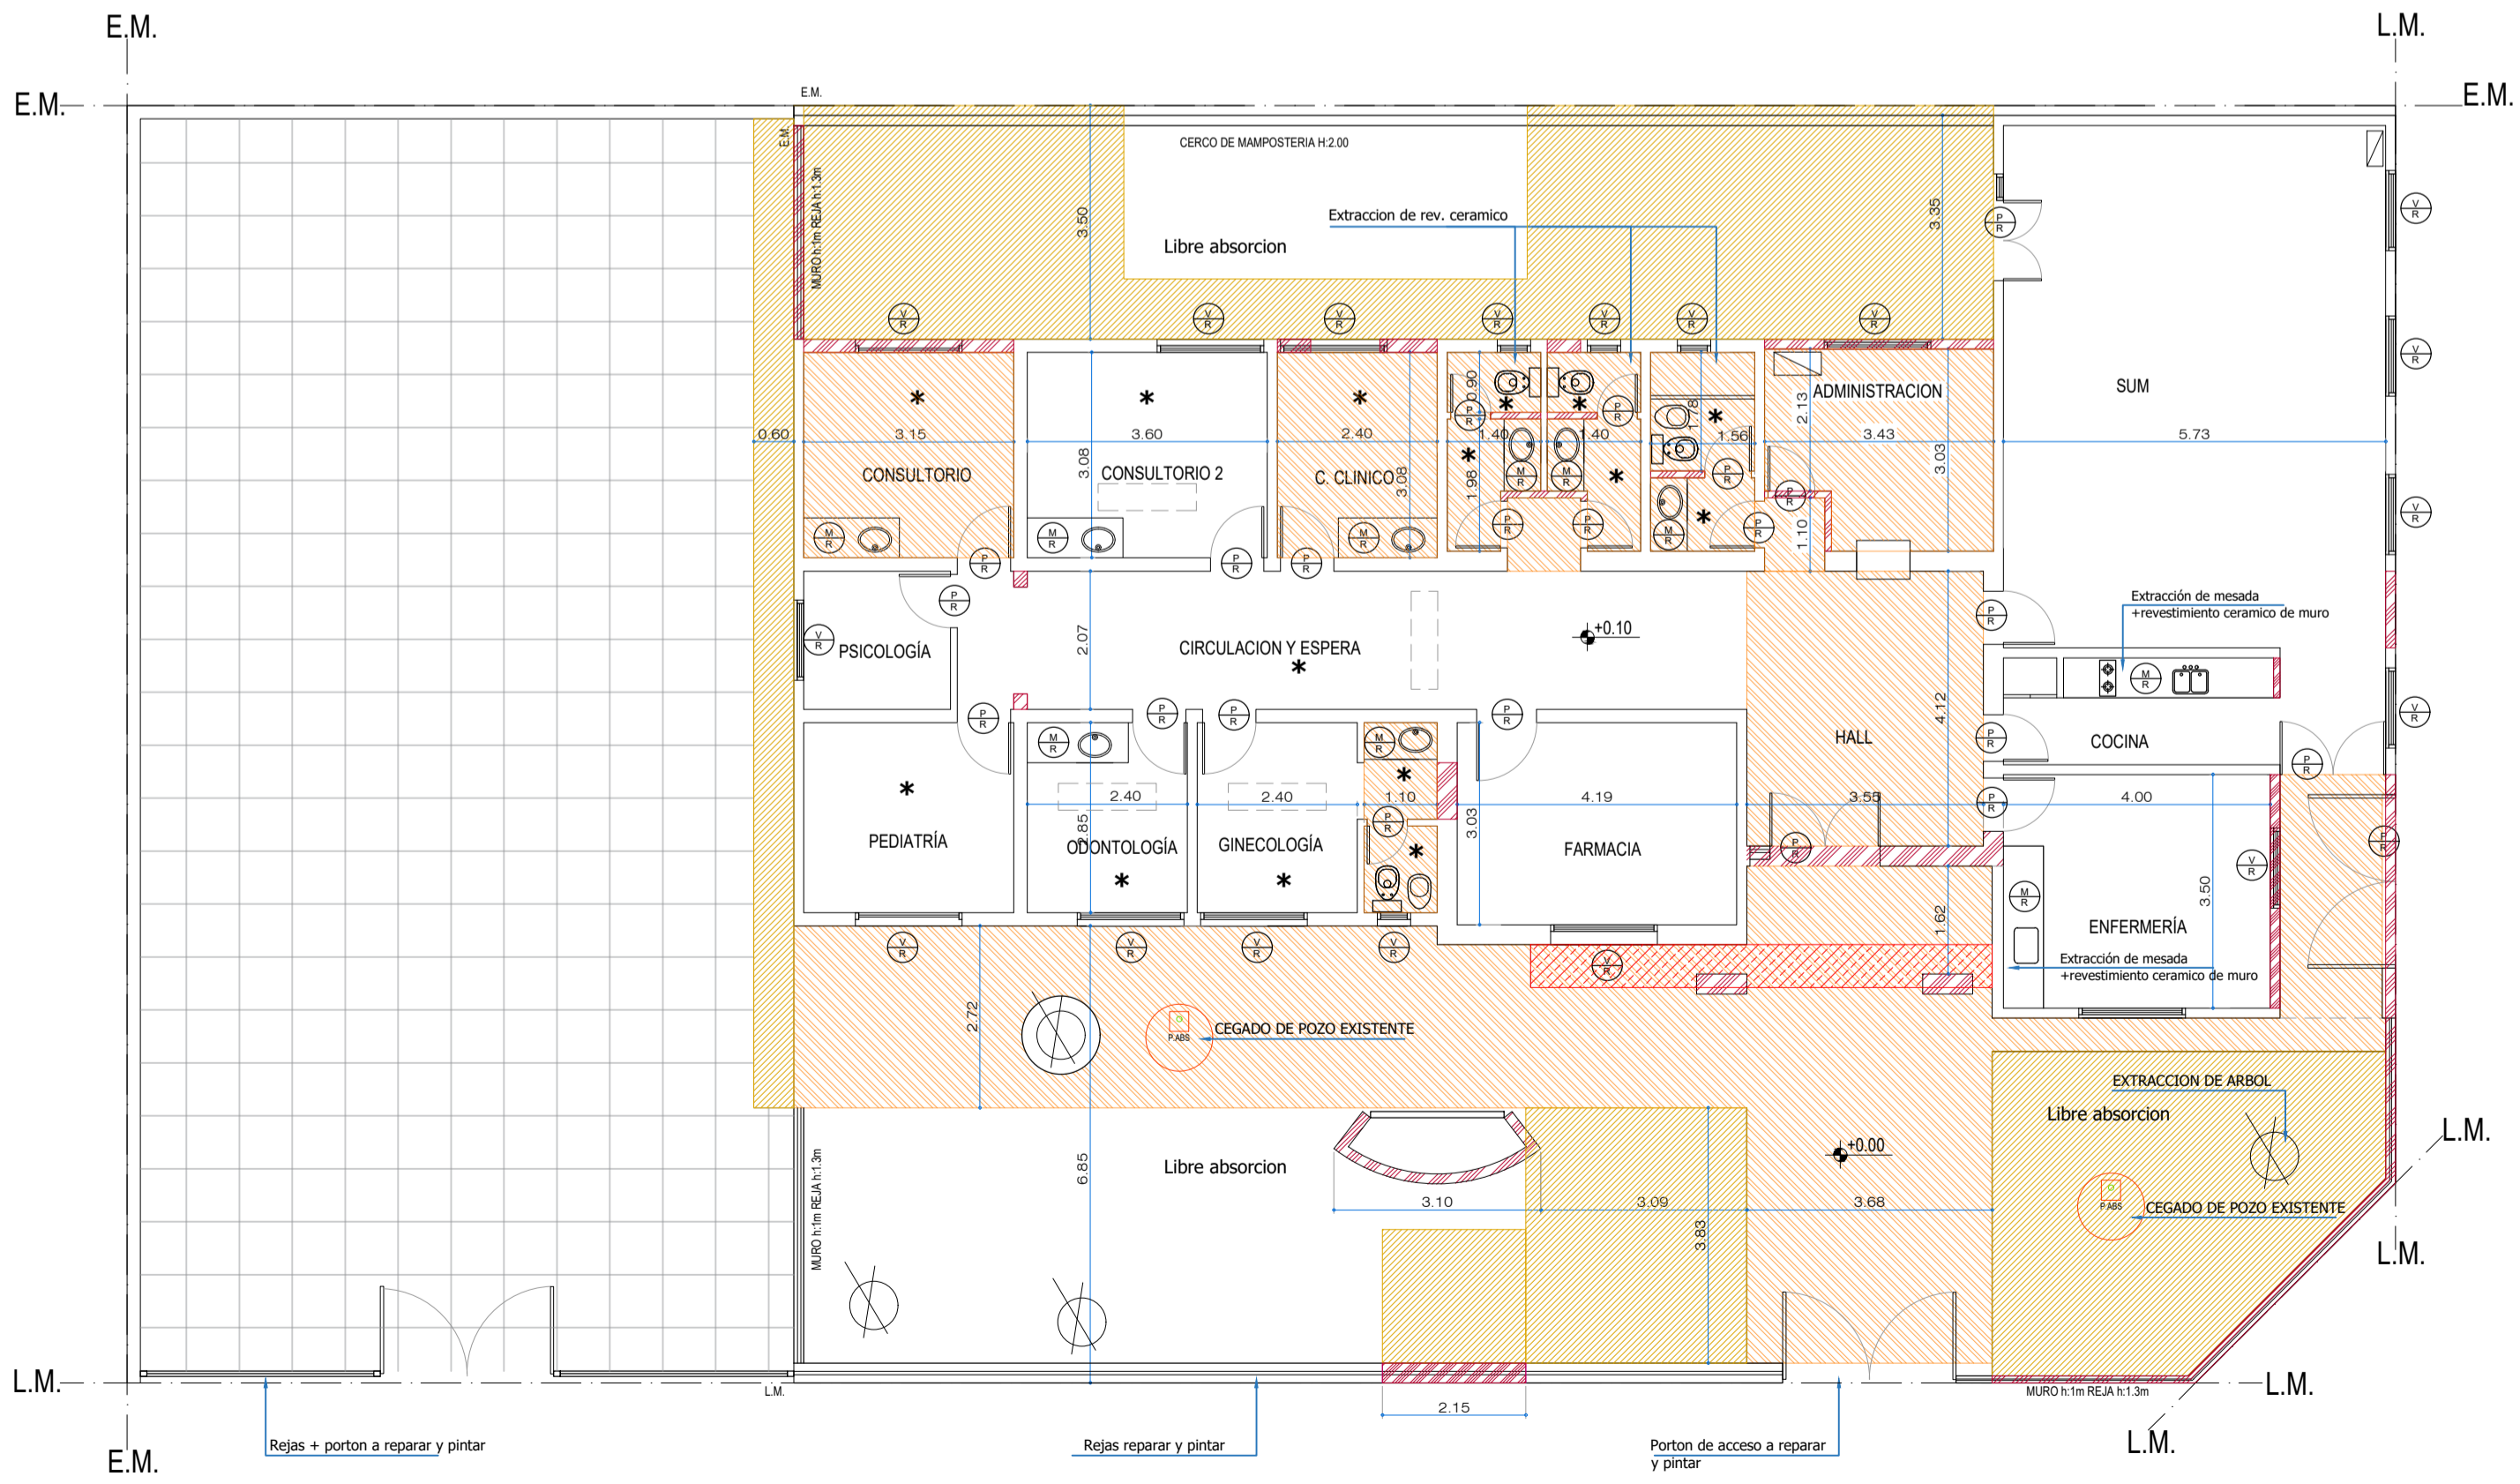 E.M.
L.M.
E.M.
E.M.
E.M.
E.M.
CERCO DE MAMPOSTERIA H:2.00
MURO h:1m REJA h:1.3m
3.50
Extraccion de rev. ceramico
3.35
P
R
V
R
Libre absorcion
V
R
V
R
V
R
V
R
V
R
V
R
V
R
V
R
*
*
*
0.90
*
*
P
R
P
R
1.78
*
2.13
ADMINISTRACION
SUM
0.60
3.15
3.60
2.40
1.40
1.40
1.56
3.43
5.73
3.08
3.08
3.03
CONSULTORIO
CONSULTORIO 2
C. CLINICO
*
1.98
M
R
M
R
*
P
R
P
R
V
R
M
R
M
R
M
R
P
R
P
R
*
M
R
P
R
1.10
P
R
P
R
P
R
P
R
V
R
PSICOLOGÍA
2.07
CIRCULACION Y ESPERA
*
+0.10
P
R
Extracción de mesada
+revestimiento ceramico de muro
M
R
P
R
P
R
P
R
P
R
V
R
4.12
HALL
P
R
COCINA
P
R
M
R
M
R
*
*
2.40
2.40
1.10
4.19
3.55
P
R
4.00
PEDIATRÍA
2.85
ODONTOLOGÍA
GINECOLOGÍA
P
R
*
3.03
FARMACIA
P
R
P
R
V
R
*
*
M
R
3.50
ENFERMERÍA
V
R
V
R
V
R
V
R
V
R
1.62
Extracción de mesada
+revestimiento ceramico de muro
2.72
P.ABS
CEGADO DE POZO EXISTENTE
EXTRACCION DE ARBOL
Libre absorcion
L.M.
+0.00
6.85
Libre absorcion
MURO h:1m REJA h:1.3m
3.10
3.09
3.68
3.83
P.ABS
CEGADO DE POZO EXISTENTE
L.M.
L.M.
L.M.
2.15
MURO h:1m REJA h:1.3m
L.M.
L.M.
E.M.
Rejas + porton a reparar y pintar
Rejas reparar y pintar
Porton de acceso a reparar
y pintar